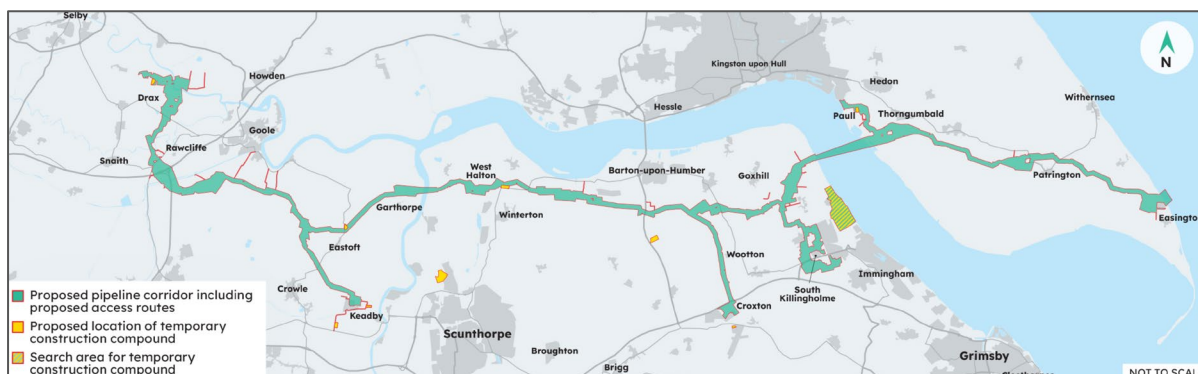 Selby
Howden
Drax
Goole
Rawcliffe
Snaith
Garthorpe
Eastoft
Crowle
Keadby
West
Halton
Winterton
Scunthorpe
Broughton
Brigg
Kingston upon Hull
Hessle
Barton-upon-Humber
Goxhill
Wootton
Croxton
South
Killingholme
Immingham
Grimsby
Hedon
Paull
Thorngumbald
Withernsea
Patrington
Easington
N
Proposed pipeline corridor including
proposed access routes
Proposed location of temporary
construction compound
Search area for temporary
construction compound